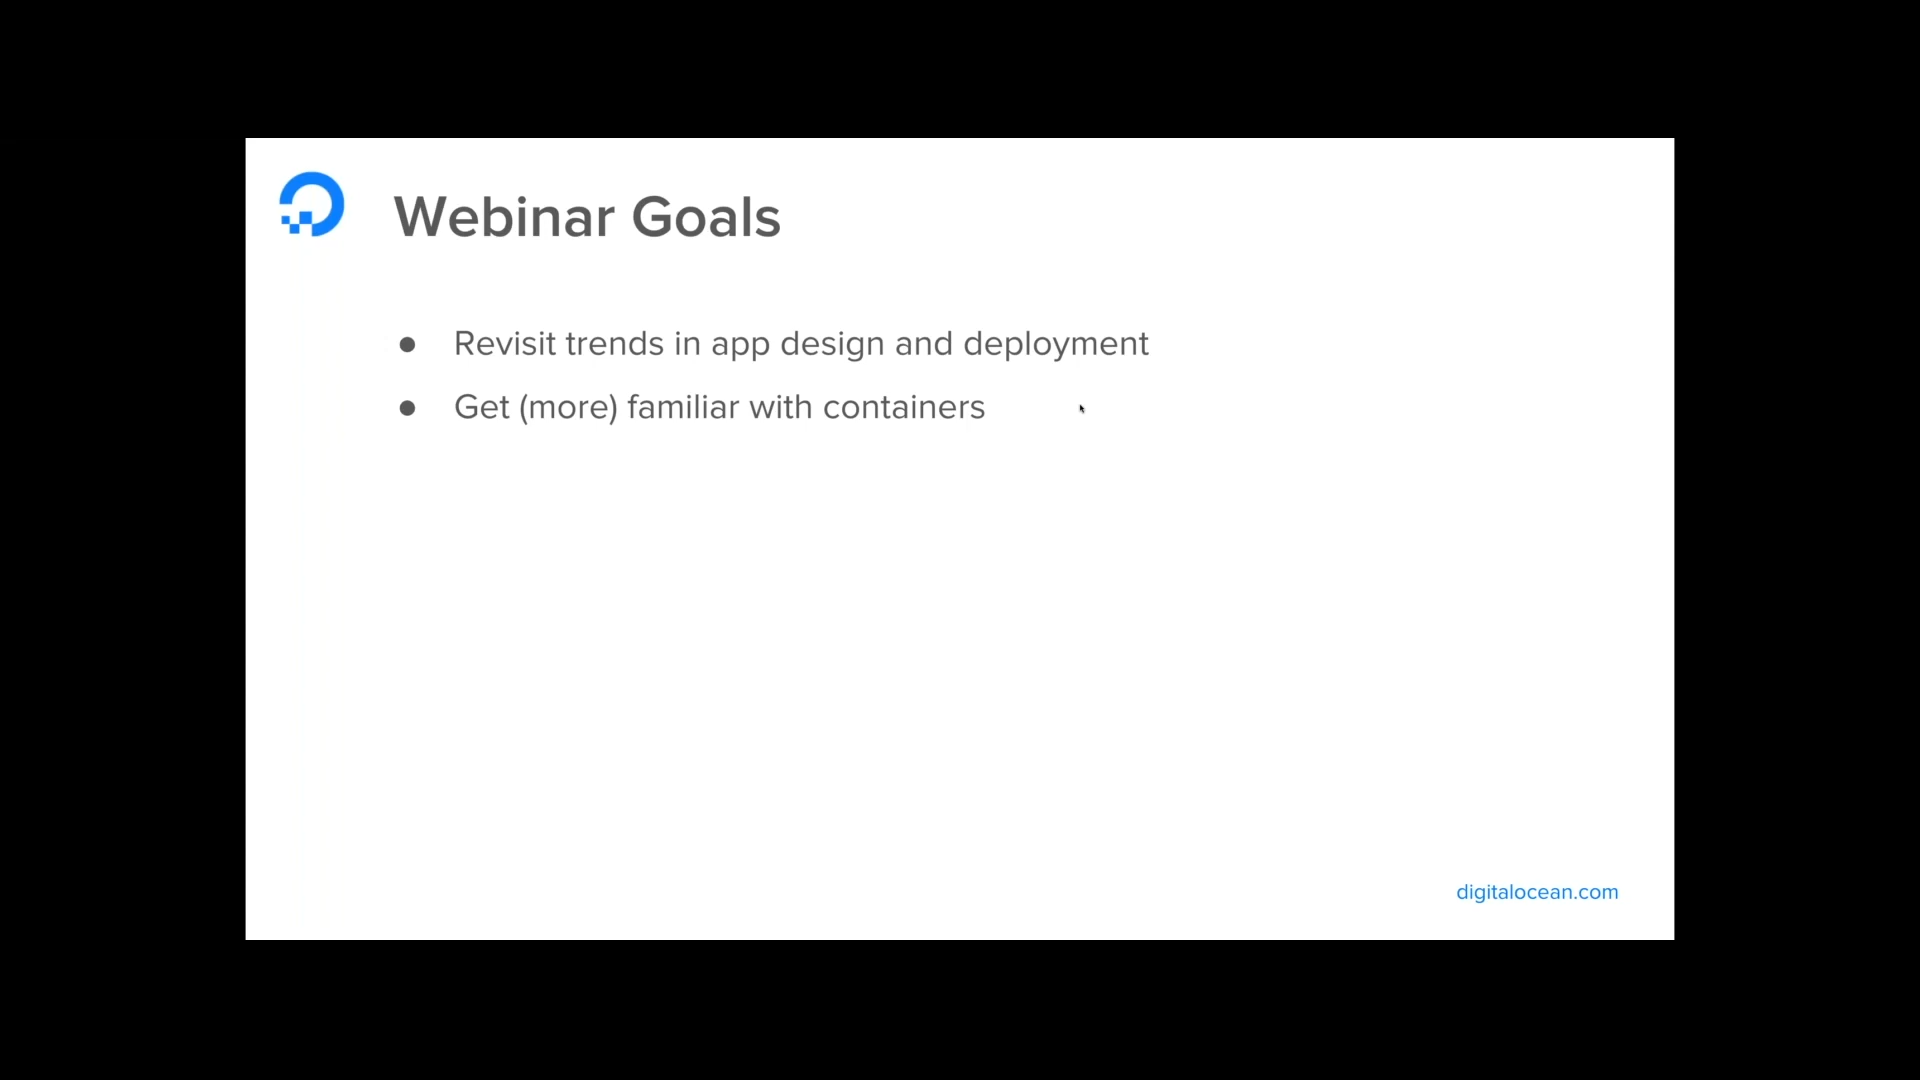 Webinar Goals
● Revisit trends in app design and deployment
● Get (more) familiar with containers
digitalocean.com